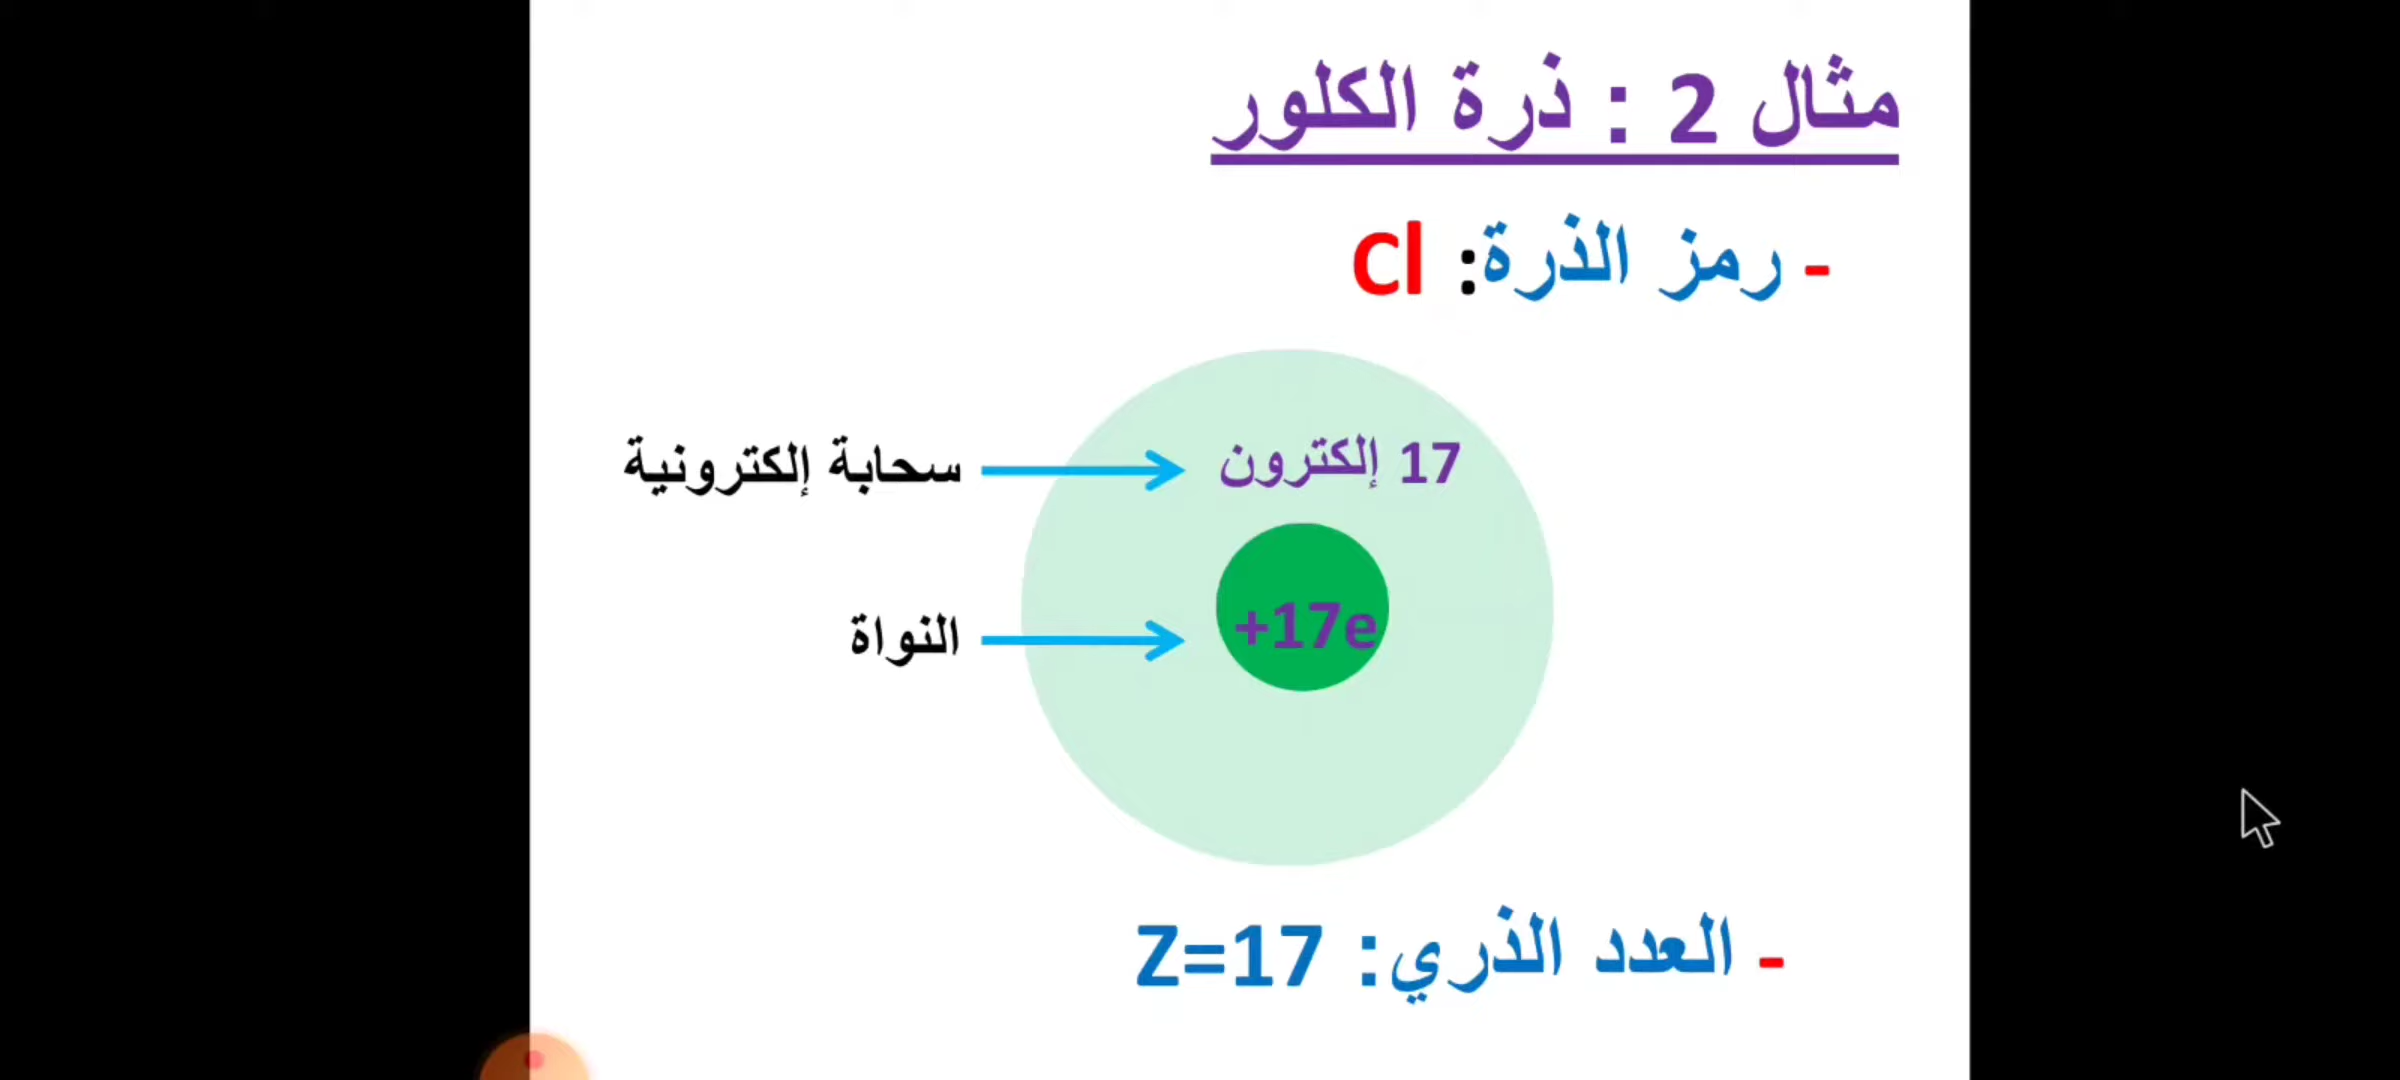 مثال 2 : ذرة الكلور
- رمز الذرة: Cl
17 إلكترون
سحابة إلكترونية
+17e
النواة
- العدد الذري: Z=17